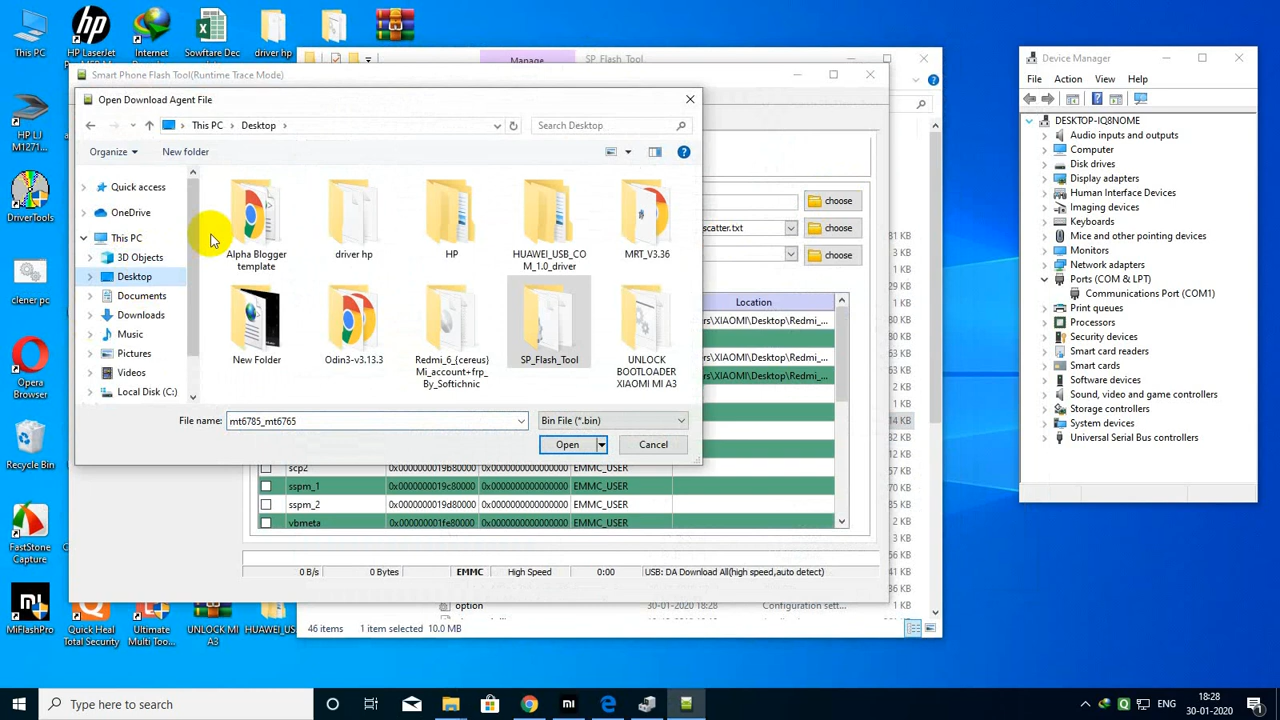 This PC
HP LaserJet
Internet
Sowftare Dec
driver hp
HP LJ
M1271...
DriverTools
clener pc
Opera
Browser
Recycle Bin
FastStone
Capture
MiFlashPro
Quick Heal
Total Security
Ultimate
Multi Too...
UNLOCK MI
A3
HUAWEI_US
Manage
SP_Flash_Tool
Smart Phone Flash Tool(Runtime Trace Mode)
Open Download Agent File
This PC
Desktop
Search Desktop
Organize
New folder
Quick access
OneDrive
This PC
3D Objects
Desktop
Documents
Downloads
Music
Pictures
Videos
Local Disk (C:)
Alpha Blogger
template
driver hp
HP
HUAWEI_USB_CO
M_1.0_driver
MRT_V3.36
New Folder
Odin3-v3.13.3
Redmi_6_{cereus}
Mi_account+frp_
By_Softichnic
SP_Flash_Tool
UNLOCK
BOOTLOADER
XIAOMI MI A3
File name:
mt6785_mt6765
Bin File (*.bin)
Open
Cancel
choose
scatter.txt
choose
choose
Location
rs\XIAOMI\Desktop\Redmi_...
rs\XIAOMI\Desktop\Redmi_...
rs\XIAOMI\Desktop\Redmi_...
scp2 0x0000000019b80000 0x0000000000000000 EMMC_USER
sspm_1 0x0000000019c80000 0x0000000000000000 EMMC_USER
sspm_2 0x0000000019d80000 0x0000000000000000 EMMC_USER
vbmeta 0x000000001fe80000 0x0000000000000000 EMMC_USER
0 B/s
0 Bytes
EMMC
High Speed
0:00
USB: DA Download All(high speed,auto detect)
option
30-01-2020 18:28
Configuration sett...
46 items
1 item selected 10.0 MB
Device Manager
File
Action
View
Help
DESKTOP-IQ8NOME
Audio inputs and outputs
Computer
Disk drives
Display adapters
Human Interface Devices
Imaging devices
Keyboards
Mice and other pointing devices
Monitors
Network adapters
Ports (COM & LPT)
Communications Port (COM1)
Print queues
Processors
Security devices
Smart card readers
Smart cards
Software devices
Sound, video and game controllers
Storage controllers
System devices
Universal Serial Bus controllers
Type here to search
ENG
18:28
30-01-2020